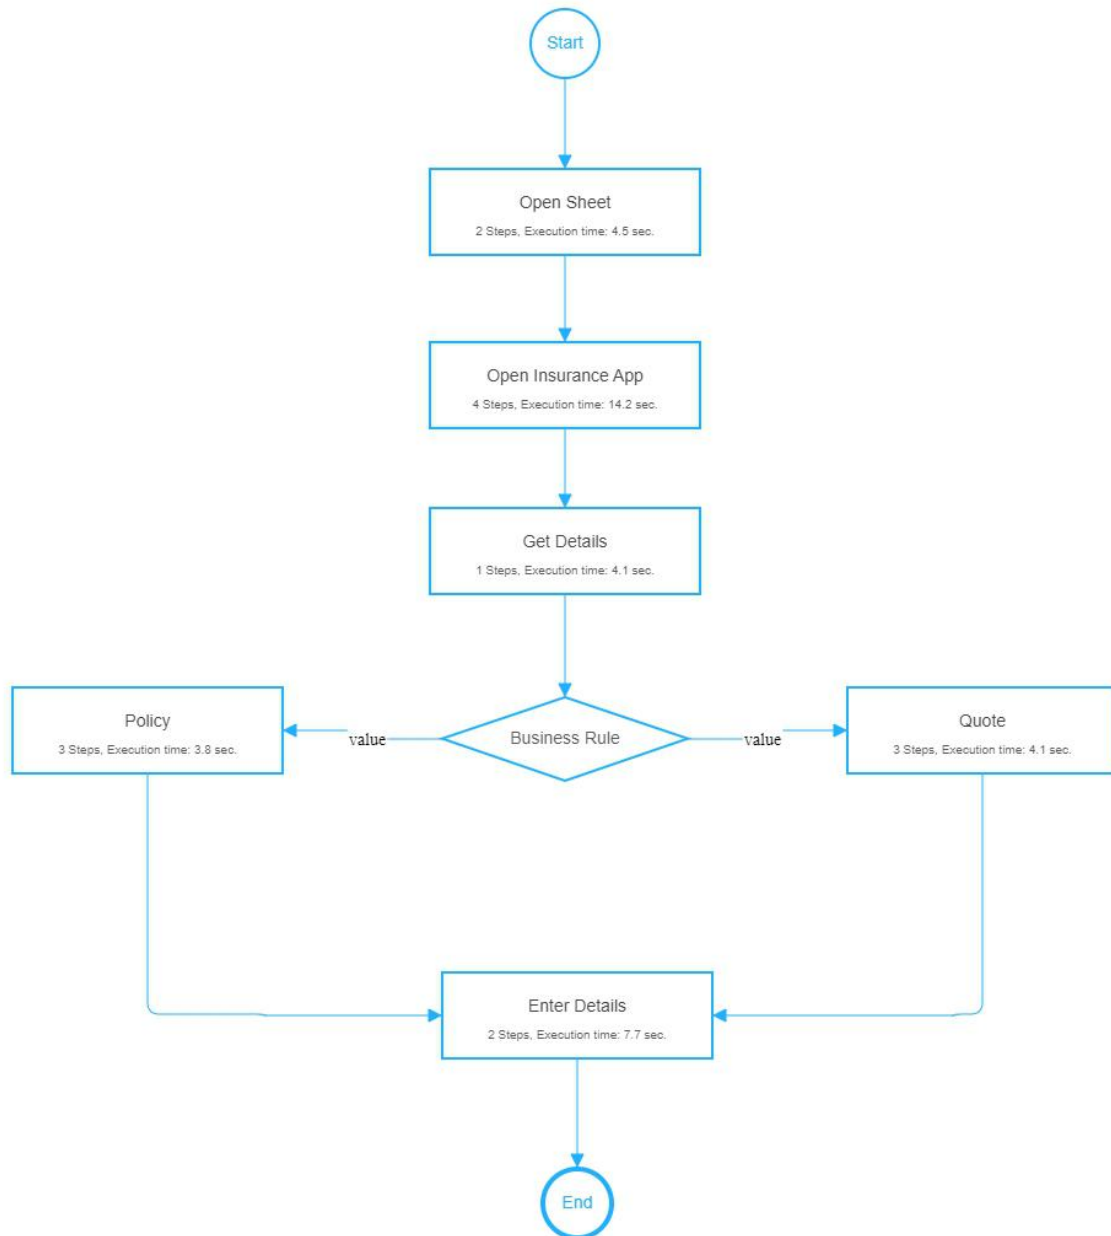 Start
Open Sheet
2 Steps, Execution time: 4.5 sec.
Open Insurance App
4 Steps, Execution time: 14.2 sec.
Get Details
1 Steps, Execution time: 4.1 sec.
Policy
3 Steps, Execution time: 3.8 sec.
value
Business Rule
value
Quote
3 Steps, Execution time: 4.1 sec.
Enter Details
2 Steps, Execution time: 7.7 sec.
End